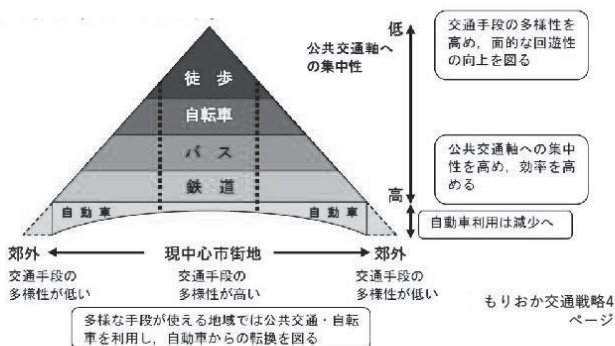 徒歩
自転車
バス
鉄道
自動車
自動車
公共交通軸へ
の集中性
低
高
交通手段の多様性を
高め，面的な回遊性
の向上を図る
公共交通軸への集中
性を高め，効率を高
める
自動車利用は減少へ
郊外
現中心市街地
郊外
交通手段の
多様性が低い
交通手段の
多様性が高い
交通手段の
多様性が低い
多様な手段が使える地域では公共交通・自転
車を利用し，自動車からの転換を図る
もりおか交通戦略4
ページ